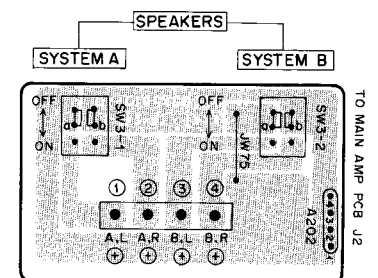 SPEAKERS
SYSTEM A
SYSTEM B
OFF
ON
a b
SW3-1
OFF
ON
JW75
a b
SW3-2
① ② ③ ④
A.L A.R B.L B.R
⊕ ⊕ ⊕ ⊕
A202
TO MAIN AMP PCB J2